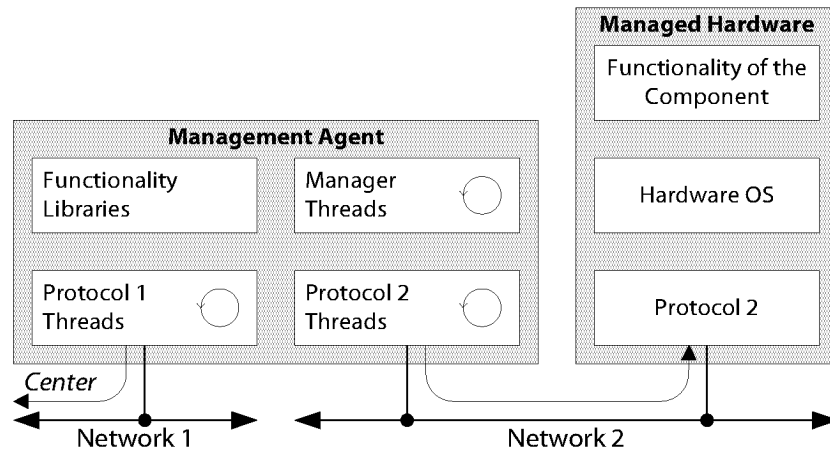 Managed Hardware
Functionality of the
Component
Management Agent
Functionality
Libraries
Manager
Threads
Hardware OS
Protocol 1
Threads
Protocol 2
Threads
Protocol 2
Center
Network 1
Network 2